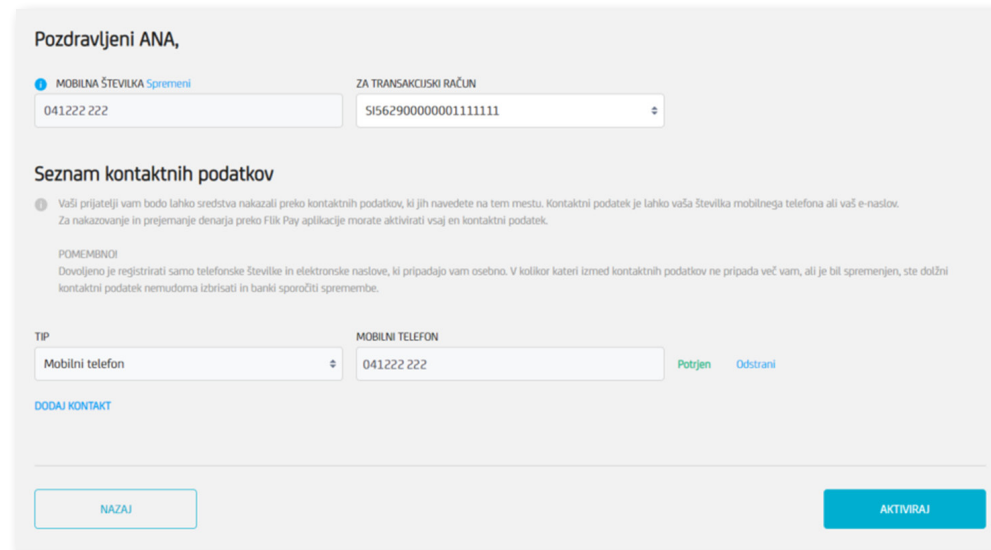 Pozdravljeni ANA,
MOBILNA ŠTEVILKA Spremeni
ZA TRANSAKCIJSKI RAČUN
041222 222
SI562900000001111111
Seznam kontaktnih podatkov
Vaši prijatelji vam bodo lahko sredstva nakazali preko kontaktnih podatkov, ki jih navedete na tem mestu. Kontaktni podatek je lahko vaša številka mobilnega telefona ali vaš e-naslov.
Za nakazovanje in prejemanje denarja preko Flik Pay aplikacije morate aktivirati vsaj en kontaktni podatek.
POMEMBNO!
Dovoljeno je registrirati samo telefonske številke in elektronske naslove, ki pripadajo vam osebno. V kolikor kateri izmed kontaktnih podatkov ne pripada več vam, ali je bil spremenjen, ste dolžni
kontaktni podatek nemudoma izbrisati in banki sporočiti spremembe.
TIP
MOBILNI TELEFON
Mobilni telefon
041222 222
Potrjen
Odstrani
DODAJ KONTAKT
NAZAJ
AKTIVIRAJ